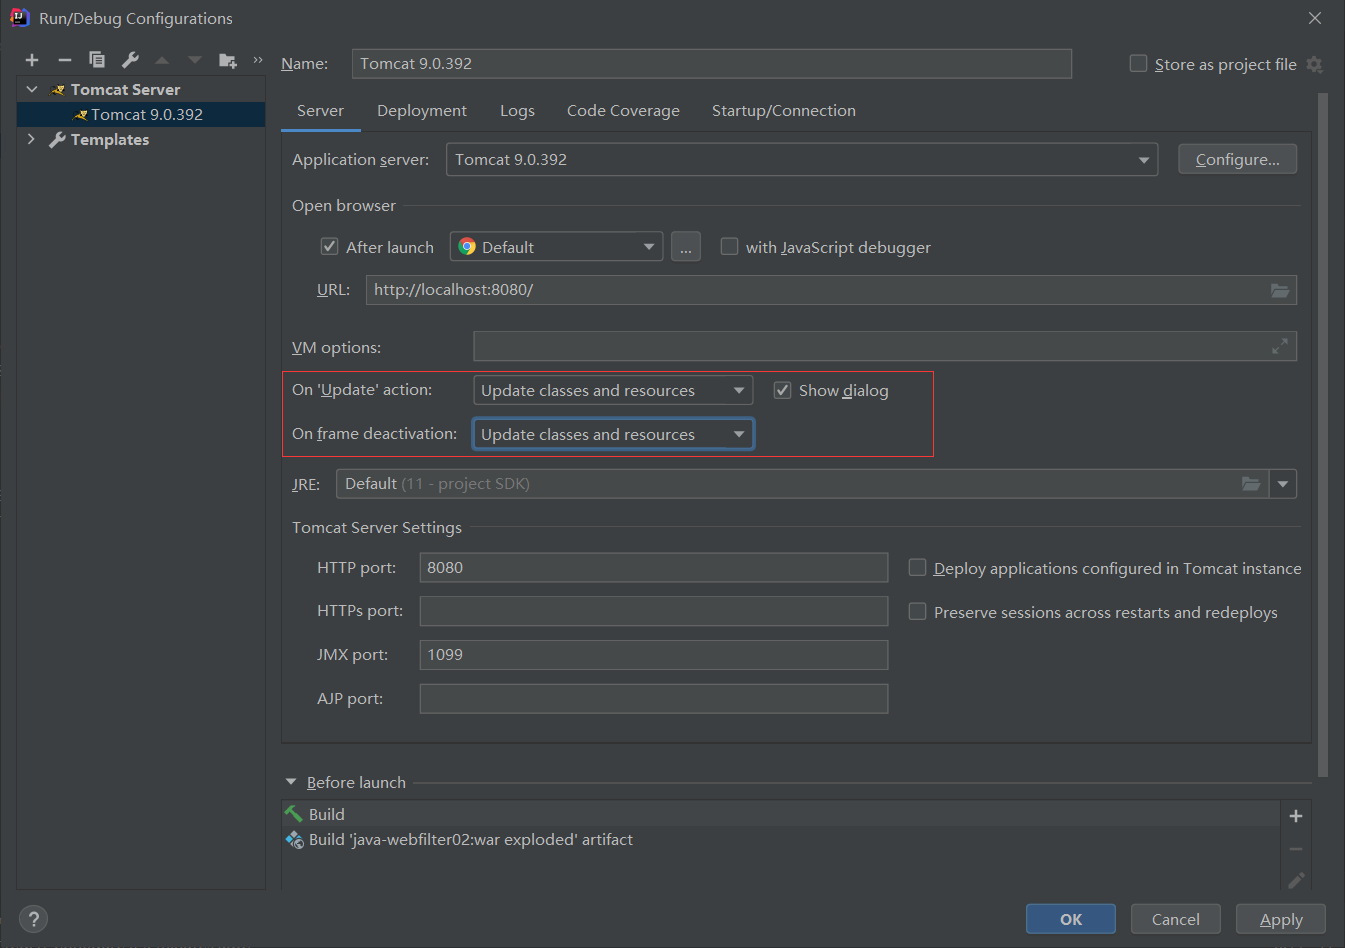 Run/Debug Configurations
Name: Tomcat 9.0.392 Store as project file
Tomcat Server
Tomcat 9.0.392
Templates
Server Deployment Logs Code Coverage Startup/Connection
Application server: Tomcat 9.0.392 Configure...
Open browser
After launch Default ... with JavaScript debugger
URL: http://localhost:8080/
VM options:
On 'Update' action: Update classes and resources Show dialog
On frame deactivation: Update classes and resources
JRE: Default (11 - project SDK)
Tomcat Server Settings
HTTP port: 8080 Deploy applications configured in Tomcat instance
HTTPs port: Preserve sessions across restarts and redeploys
JMX port: 1099
AJP port:
Before launch
Build
Build 'java-webfilter02:war exploded' artifact
? OK Cancel Apply